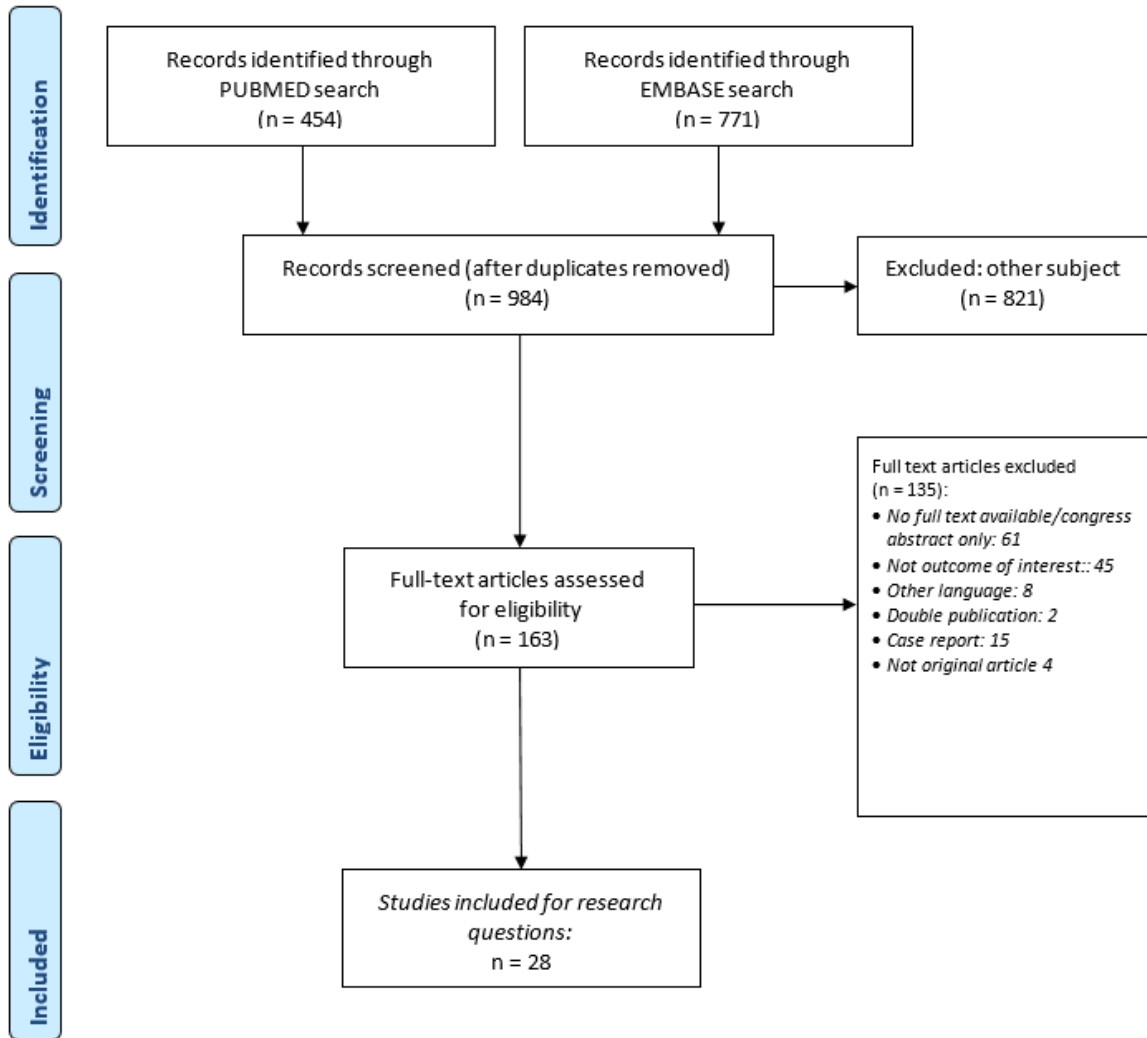 Identification
Records identified through
PUBMED search
(n = 454)
Records identified through
EMBASE search
(n = 771)
Records screened (after duplicates removed)
(n = 984)
Excluded: other subject
(n = 821)
Screening
Full text articles excluded
(n = 135):
• No full text available/congress
abstract only: 61
• Not outcome of interest:: 45
• Other language: 8
• Double publication: 2
• Case report: 15
• Not original article 4
Eligibility
Full-text articles assessed
for eligibility
(n = 163)
Included
Studies included for research
questions:
n = 28